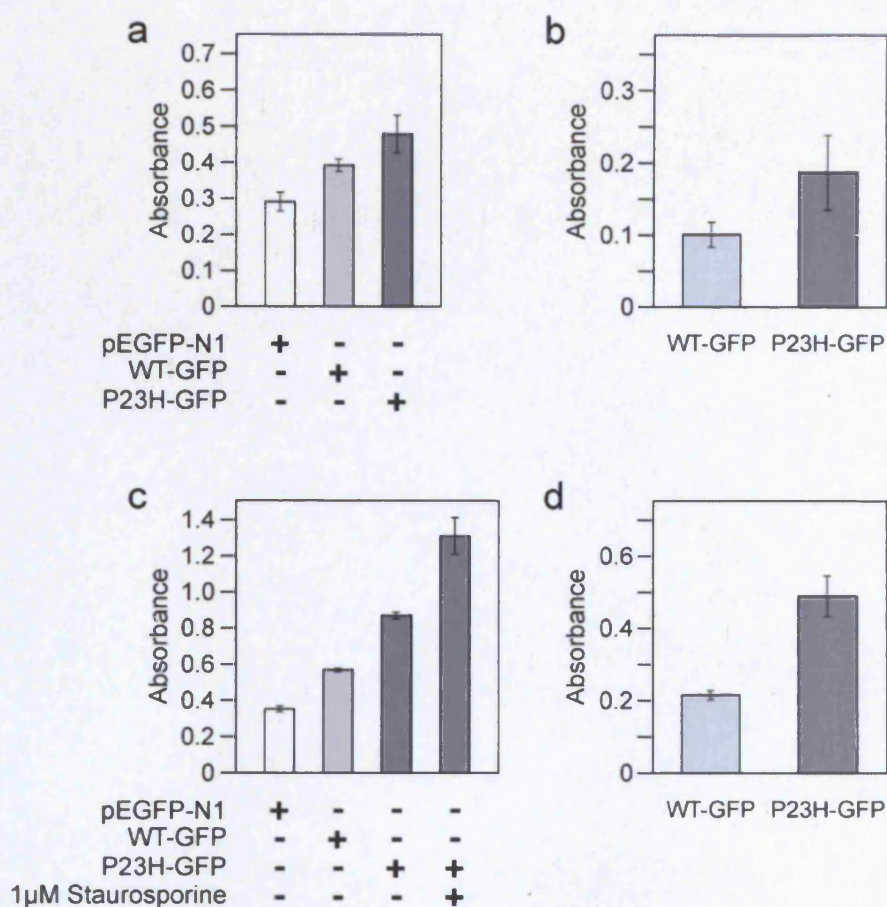 a
Absorbance
0.7
0.6
0.5
0.4
0.3
0.2
0.1
0
pEGFP-N1 + - -
WT-GFP - + -
P23H-GFP - - +
b
Absorbance
0.3
0.2
0.1
0
WT-GFP P23H-GFP
c
Absorbance
1.4
1.2
1.0
0.8
0.6
0.4
0.2
0
pEGFP-N1 + - - -
WT-GFP - + - -
P23H-GFP - - + +
1µM Staurosporine - - - +
d
Absorbance
0.6
0.4
0.2
0
WT-GFP P23H-GFP